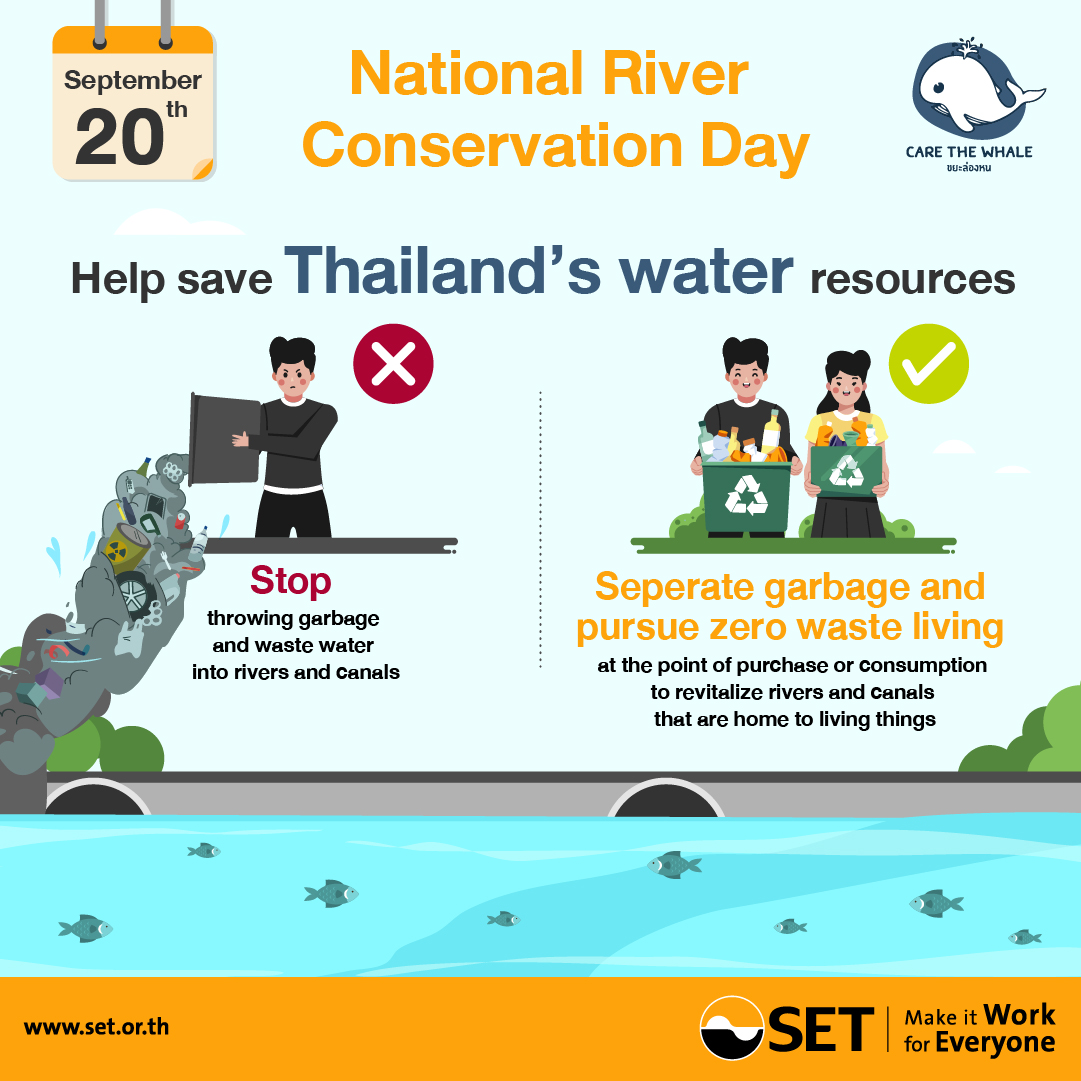 September
20th
National River
Conservation Day
CARE THE WHALE
ขยะล่องหน
Help save Thailand's water resources
Stop
throwing garbage
and waste water
into rivers and canals
Seperate garbage and
pursue zero waste living
at the point of purchase or consumption
to revitalize rivers and canals
that are home to living things
www.set.or.th
SET
Make it Work
for Everyone